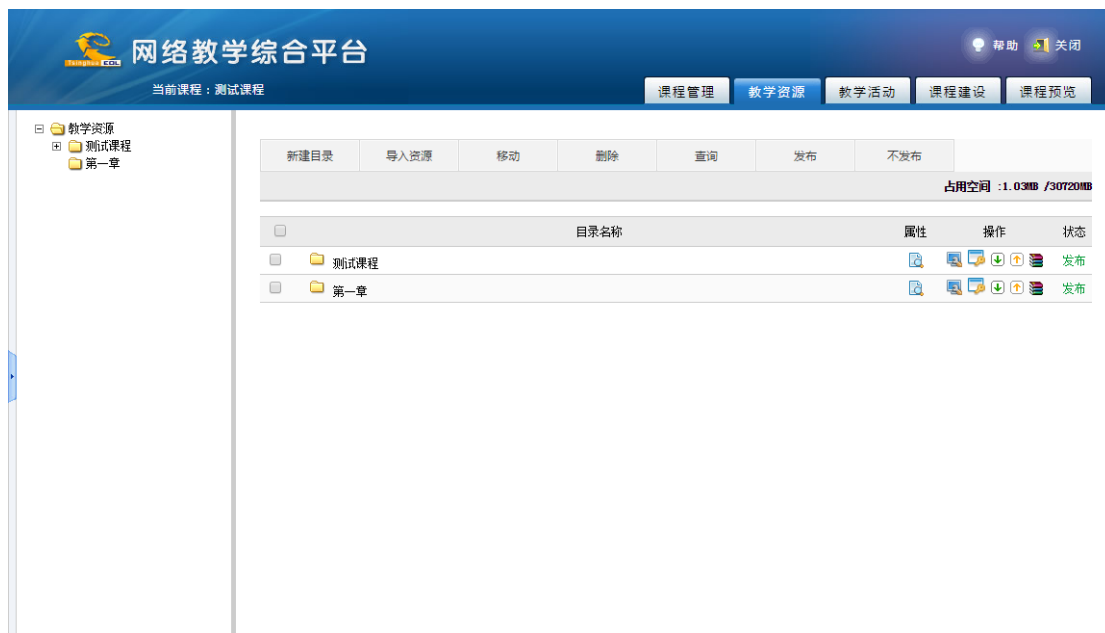 网络教学综合平台
Tsinghua EOL
帮助 关闭
当前课程：测试课程
课程管理 教学资源 教学活动 课程建设 课程预览
教学资源
测试课程
第一章
新建目录 导入资源 移动 删除 查询 发布 不发布
占用空间 :1.03MB /30720MB
目录名称 属性 操作 状态
测试课程 发布
第一章 发布